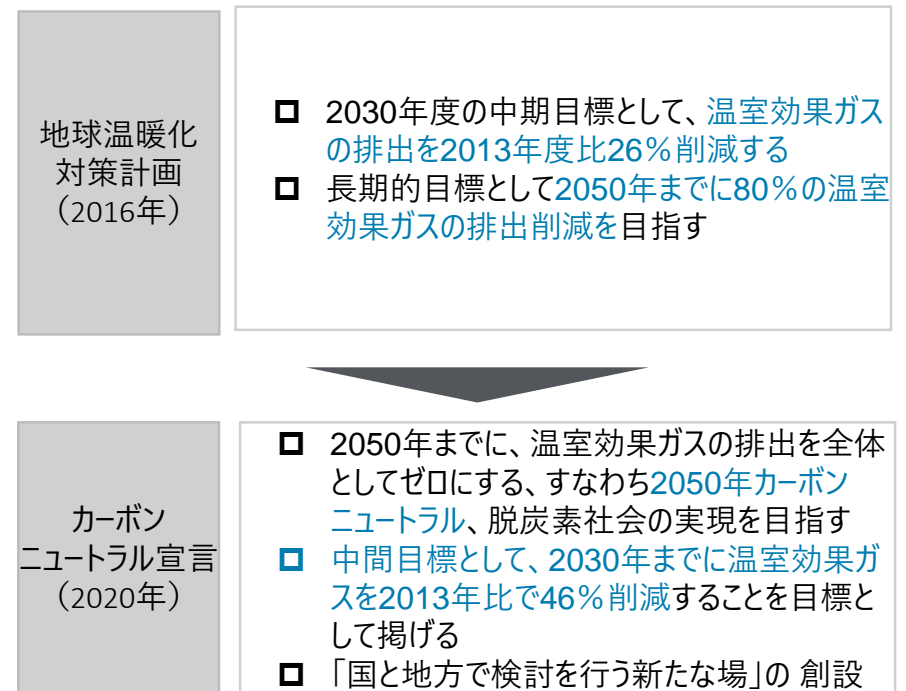 地球温暖化
対策計画
（2016年）
2030年度の中期目標として、温室効果ガス
の排出を2013年度比26％削減する
長期的目標として2050年までに80％の温室
効果ガスの排出削減を目指す
カーボン
ニュートラル宣言
（2020年）
2050年までに、温室効果ガスの排出を全体
としてゼロにする、すなわち2050年カーボン
ニュートラル、脱炭素社会の実現を目指す
中間目標として、2030年までに温室効果ガ
スを2013年比で46％削減することを目標と
して掲げる
「国と地方で検討を行う新たな場」の 創設